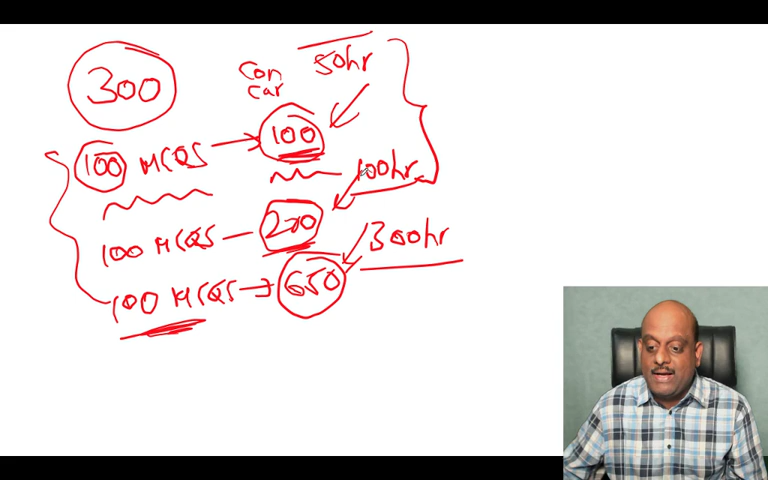 300
con
car
50hr
100 MCQS → 100
100hr
100 MCQS — 200
300hr
100 MCQS → 650